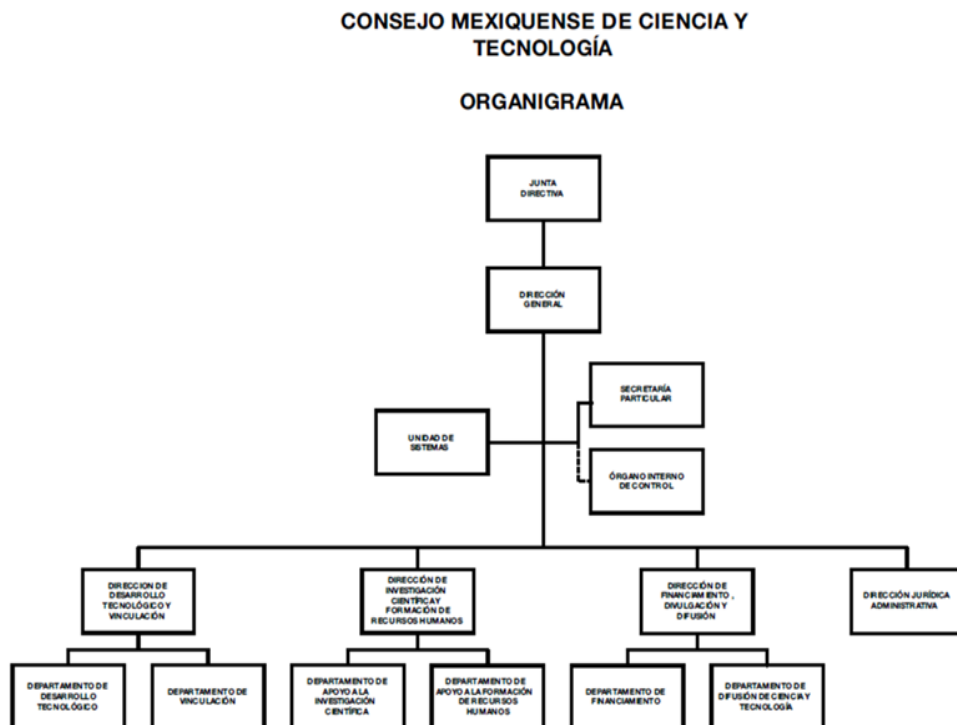 CONSEJO MEXIQUENSE DE CIENCIA Y
TECNOLOGÍA
ORGANIGRAMA
JUNTA
DIRECTIVA
DIRECCIÓN
GENERAL
SECRETARÍA
PARTICULAR
UNIDAD DE
SISTEMAS
ÓRGANO INTERNO
DE CONTROL
DIRECCION DE
DESARROLLO
TECNOLÓGICO Y
VINCULACIÓN
DIRECCIÓN DE
INVESTIGACIÓN
CIENTÍFICA Y
FORMACIÓN DE
RECURSOS HUMANOS
DIRECCIÓN DE
FINANCIAMIENTO ,
DIVULGACIÓN Y
DIFUSIÓN
DIRECCIÓN JURÍDICA
ADMINISTRATIVA
DEPARTAMENTO DE
DESARROLLO
TECNOLÓGICO
DEPARTAMENTO DE
VINCULACIÓN
DEPARTAMENTO DE
APOYO A LA
INVESTIGACIÓN
CIENTÍFICA
DEPARTAMENTO DE
APOYO A LA FORMACIÓN
DE RECURSOS
HUMANOS
DEPARTAMENTO DE
FINANCIAMIENTO
DEPARTAMENTO DE
DIFUSIÓN DE CIENCIA Y
TECNOLOGÍA